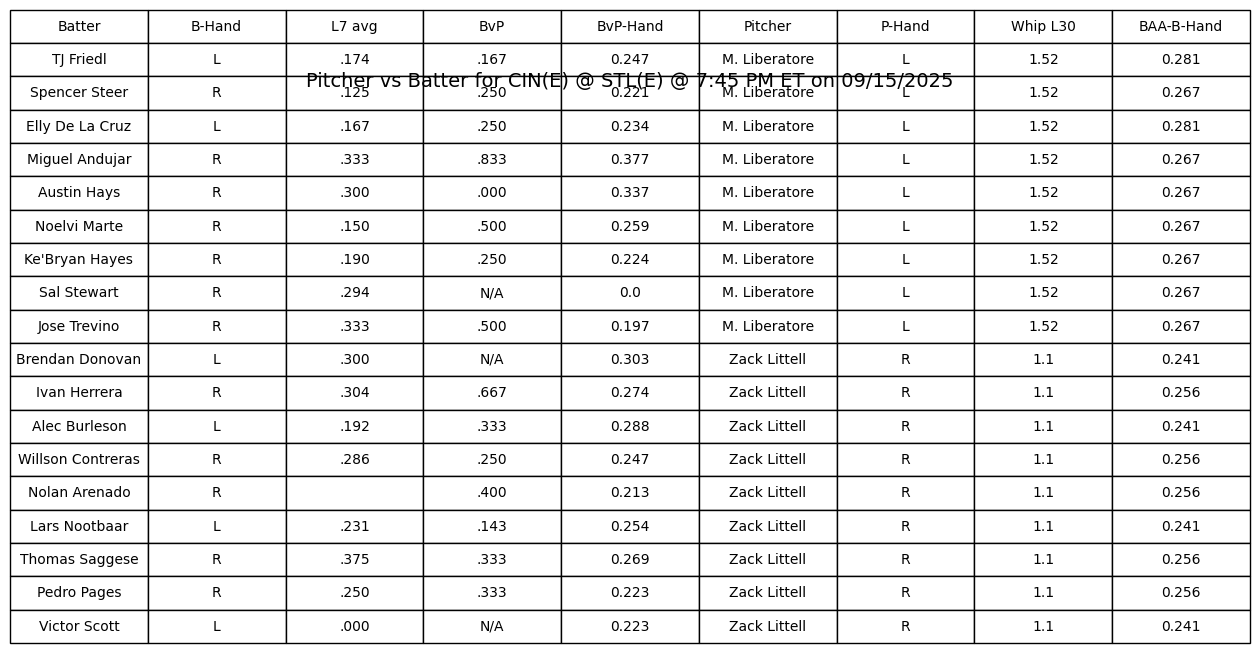 Batter B-Hand L7 avg BvP BvP-Hand Pitcher P-Hand Whip L30 BAA-B-Hand
TJ Friedl L .174 .167 0.247 M. Liberatore L 1.52 0.281
Pitcher vs Batter for CIN(E) @ STL(E) @ 7:45 PM ET on 09/15/2025
Spencer Steer R .125 .250 0.221 M. Liberatore L 1.52 0.267
Elly De La Cruz L .167 .250 0.234 M. Liberatore L 1.52 0.281
Miguel Andujar R .333 .833 0.377 M. Liberatore L 1.52 0.267
Austin Hays R .300 .000 0.337 M. Liberatore L 1.52 0.267
Noelvi Marte R .150 .500 0.259 M. Liberatore L 1.52 0.267
Ke'Bryan Hayes R .190 .250 0.224 M. Liberatore L 1.52 0.267
Sal Stewart R .294 N/A 0.0 M. Liberatore L 1.52 0.267
Jose Trevino R .333 .500 0.197 M. Liberatore L 1.52 0.267
Brendan Donovan L .300 N/A 0.303 Zack Littell R 1.1 0.241
Ivan Herrera R .304 .667 0.274 Zack Littell R 1.1 0.256
Alec Burleson L .192 .333 0.288 Zack Littell R 1.1 0.241
Willson Contreras R .286 .250 0.247 Zack Littell R 1.1 0.256
Nolan Arenado R .400 0.213 Zack Littell R 1.1 0.256
Lars Nootbaar L .231 .143 0.254 Zack Littell R 1.1 0.241
Thomas Saggese R .375 .333 0.269 Zack Littell R 1.1 0.256
Pedro Pages R .250 .333 0.223 Zack Littell R 1.1 0.256
Victor Scott L .000 N/A 0.223 Zack Littell R 1.1 0.241